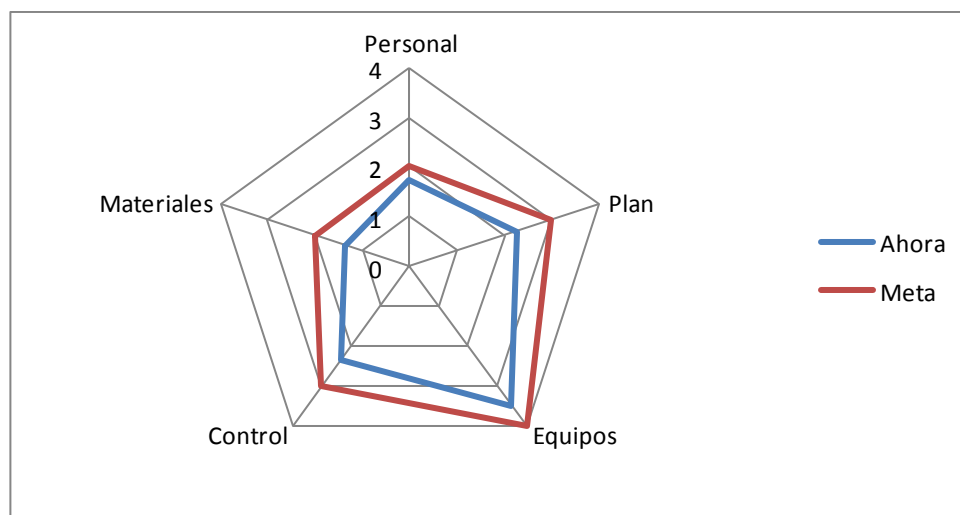 Personal
4
3
2
1
0
Materiales
Plan
Control
Equipos
Ahora
Meta